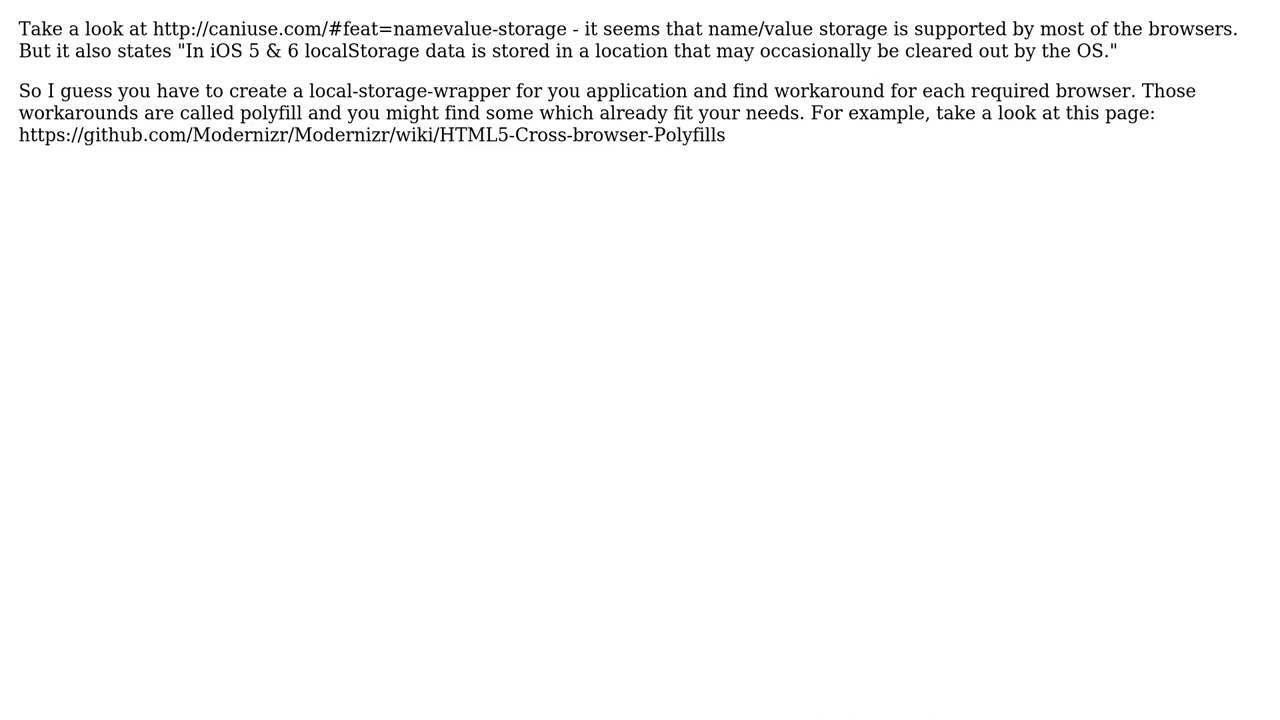 Take a look at http://caniuse.com/#feat=namevalue-storage - it seems that name/value storage is supported by most of the browsers.
But it also states "In iOS 5 & 6 localStorage data is stored in a location that may occasionally be cleared out by the OS."
So I guess you have to create a local-storage-wrapper for you application and find workaround for each required browser. Those
workarounds are called polyfill and you might find some which already fit your needs. For example, take a look at this page:
https://github.com/Modernizr/Modernizr/wiki/HTML5-Cross-browser-Polyfills